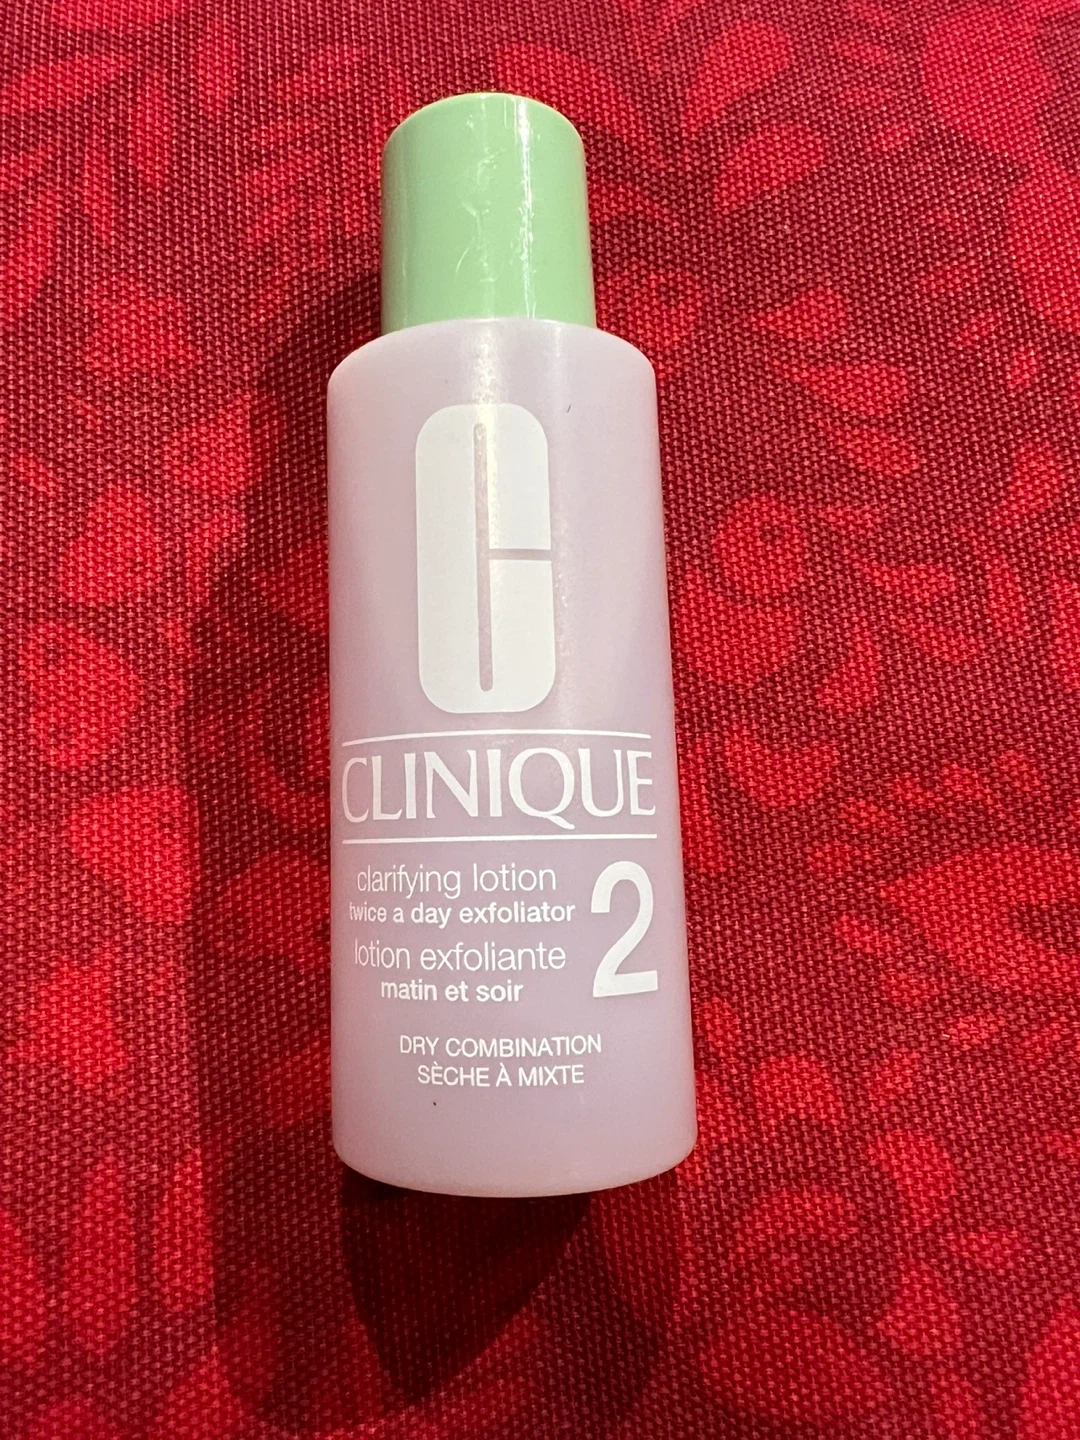 C
CLINIQUE
clarifying lotion
twice a day exfoliator
lotion exfoliante
matin et soir
2
DRY COMBINATION
SÈCHE À MIXTE